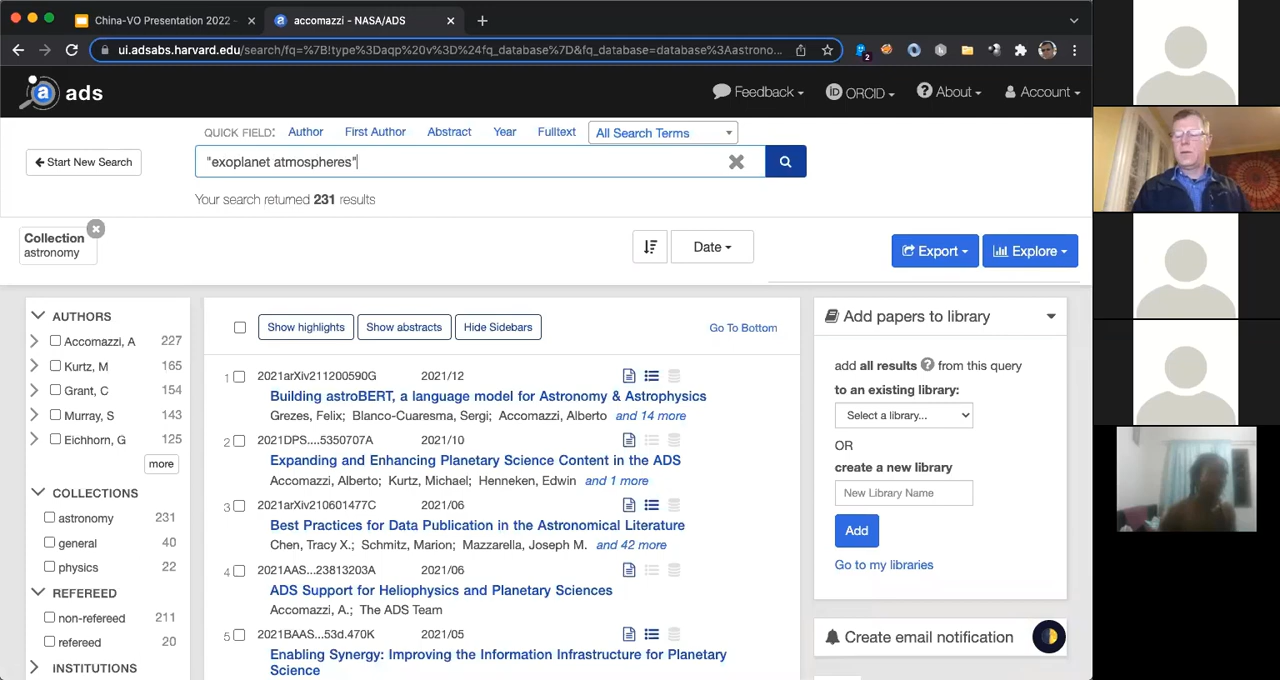 China-VO Presentation 2022 -
accomazzi - NASA/ADS
ui.adsabs.harvard.edu/search/fq=%7B!type%3Daqp%20v%3D%24fq_database%7D&fq_database=database%3Aastrono...
2
ads
Feedback
iD ORCID
About
Account
QUICK FIELD:
Author
First Author
Abstract
Year
Fulltext
All Search Terms
Start New Search
"exoplanet atmospheres"
Your search returned 231 results
Collection
astronomy
Date
Export
Explore
AUTHORS
Accomazzi, A 227
Kurtz, M 165
Grant, C 154
Murray, S 143
Eichhorn, G 125
more
COLLECTIONS
astronomy 231
general 40
physics 22
REFEREED
non-refereed 211
refereed 20
INSTITUTIONS
Show highlights
Show abstracts
Hide Sidebars
Go To Bottom
1 2021arXiv211200590G 2021/12
Building astroBERT, a language model for Astronomy & Astrophysics
Grezes, Felix; Blanco-Cuaresma, Sergi; Accomazzi, Alberto and 14 more
2 2021DPS....5350707A 2021/10
Expanding and Enhancing Planetary Science Content in the ADS
Accomazzi, Alberto; Kurtz, Michael; Henneken, Edwin and 1 more
3 2021arXiv210601477C 2021/06
Best Practices for Data Publication in the Astronomical Literature
Chen, Tracy X.; Schmitz, Marion; Mazzarella, Joseph M. and 42 more
4 2021AAS...23813203A 2021/06
ADS Support for Heliophysics and Planetary Sciences
Accomazzi, A.; The ADS Team
5 2021BAAS...53d.470K 2021/05
Enabling Synergy: Improving the Information Infrastructure for Planetary
Science
Add papers to library
add all results ? from this query
to an existing library:
Select a library...
OR
create a new library
New Library Name
Add
Go to my libraries
Create email notification